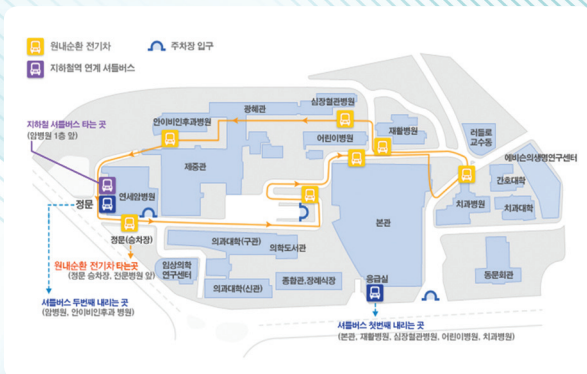 원내순환 전기차
주차장 입구
지하철역 연계 셔틀버스
지하철 셔틀버스 타는 곳
(암병원 1층 앞)
안이비인후과병원
광혜관
심장혈관병원
어린이병원
재활병원
러들로
교수동
에비슨의생명연구센터
간호대학
치과대학
치과병원
제중관
연세암병원
정문
정문(승차장)
본관
의과대학(구관)
의학도서관
임상의학
연구센터
의과대학(신관)
종합관, 장례식장
응급실
동문회관
원내순환 전기차 타는곳
(정문 승차장, 전문병원 앞)
셔틀버스 두번째 내리는 곳
(암병원, 안이비인후과 병원)
셔틀버스 첫번째 내리는 곳
(본관, 재활병원, 심장혈관병원, 어린이병원, 치과병원)